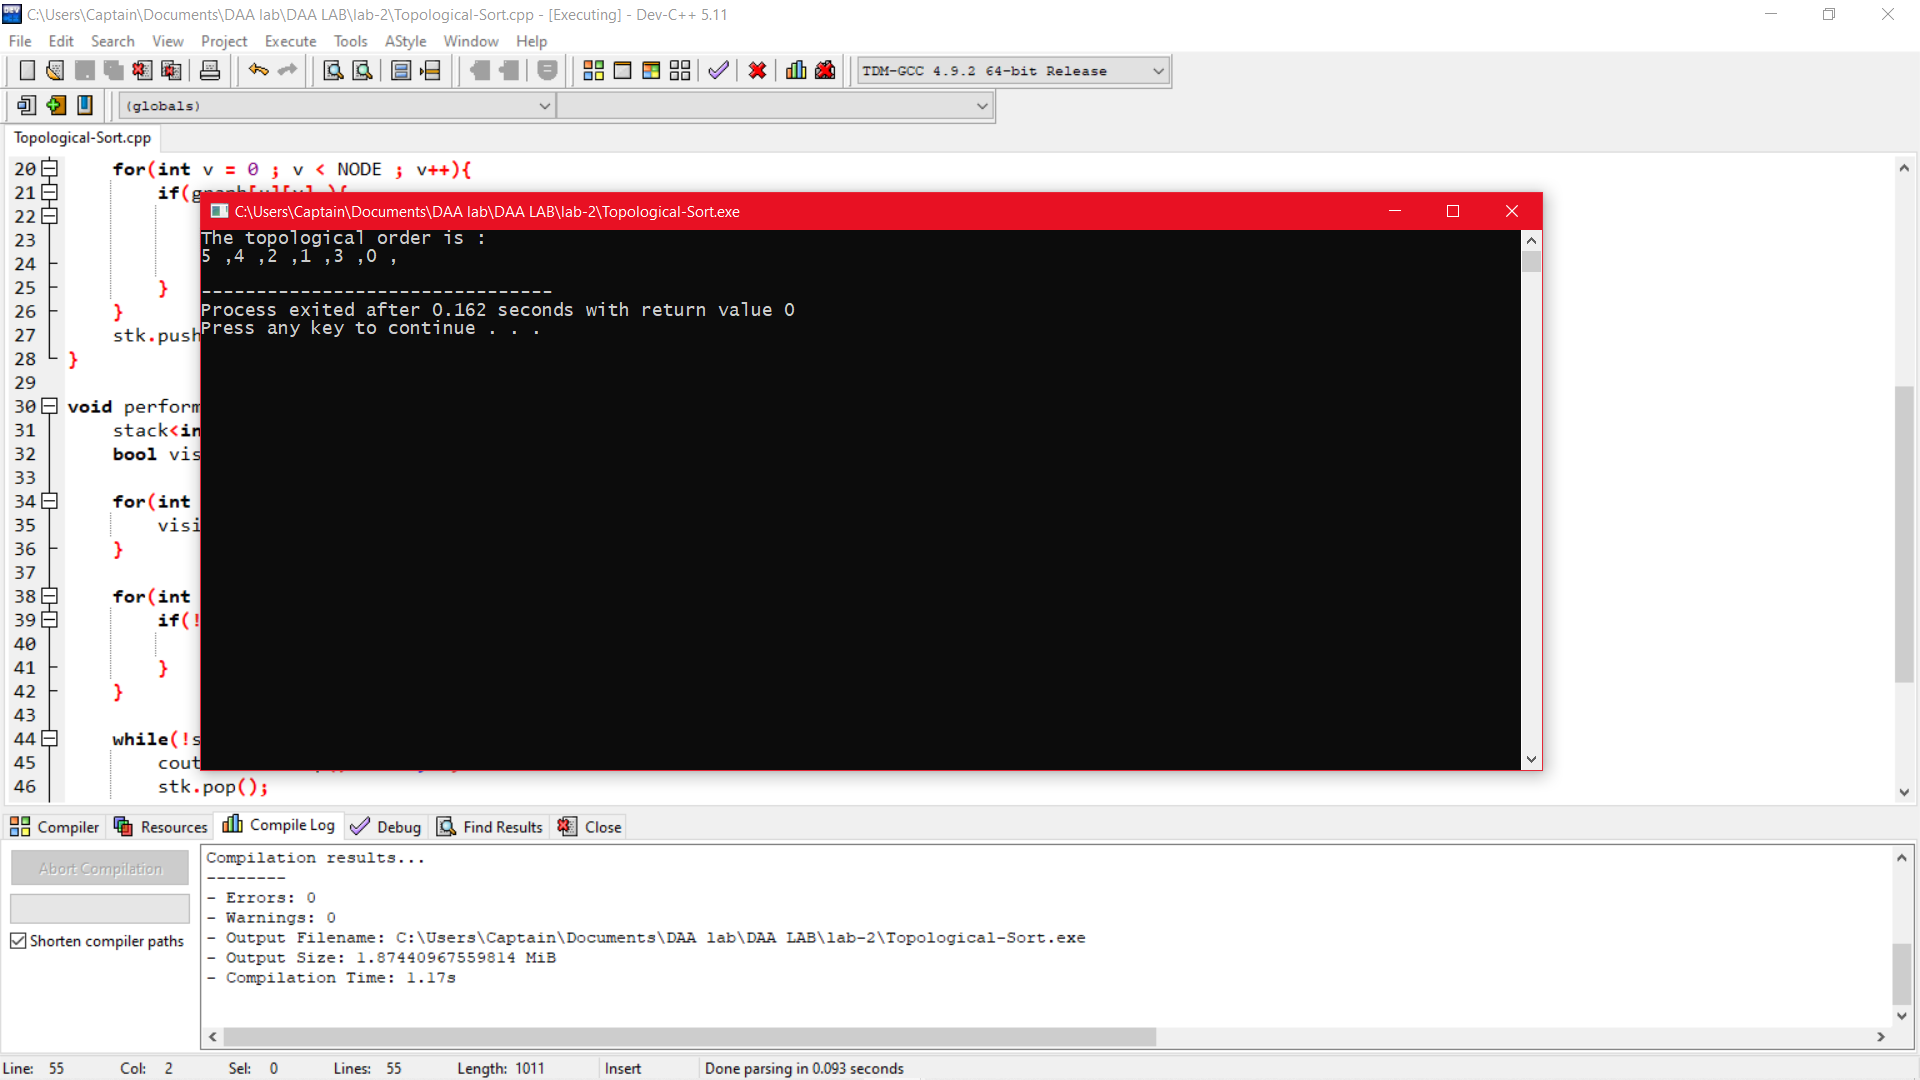 C:\Users\Captain\Documents\DAA lab\DAA LAB\lab-2\Topological-Sort.cpp - [Executing] - Dev-C++ 5.11
File Edit Search View Project Execute Tools AStyle Window Help
TDM-GCC 4.9.2 64-bit Release
(globals)
Topological-Sort.cpp
20 for(int v = 0 ; v < NODE ; v++){
21 if(
22
23
24
25 }
26 }
27 stk.push
28 }
29
30 void perform
31 stack<in
32 bool vis
33
34 for(int
35 visi
36 }
37
38 for(int
39 if(!
40
41 }
42 }
43
44 while(!s
45 cout
46 stk.pop();
C:\Users\Captain\Documents\DAA lab\DAA LAB\lab-2\Topological-Sort.exe
The topological order is :
5 ,4 ,2 ,1 ,3 ,0 ,
--------------------------------
Process exited after 0.162 seconds with return value 0
Press any key to continue . . .
Compiler Resources Compile Log Debug Find Results Close
Abort Compilation
Shorten compiler paths
Compilation results...
--------
- Errors: 0
- Warnings: 0
- Output Filename: C:\Users\Captain\Documents\DAA lab\DAA LAB\lab-2\Topological-Sort.exe
- Output Size: 1.87440967559814 MiB
- Compilation Time: 1.17s
Line: 55 Col: 2 Sel: 0 Lines: 55 Length: 1011 Insert Done parsing in 0.093 seconds